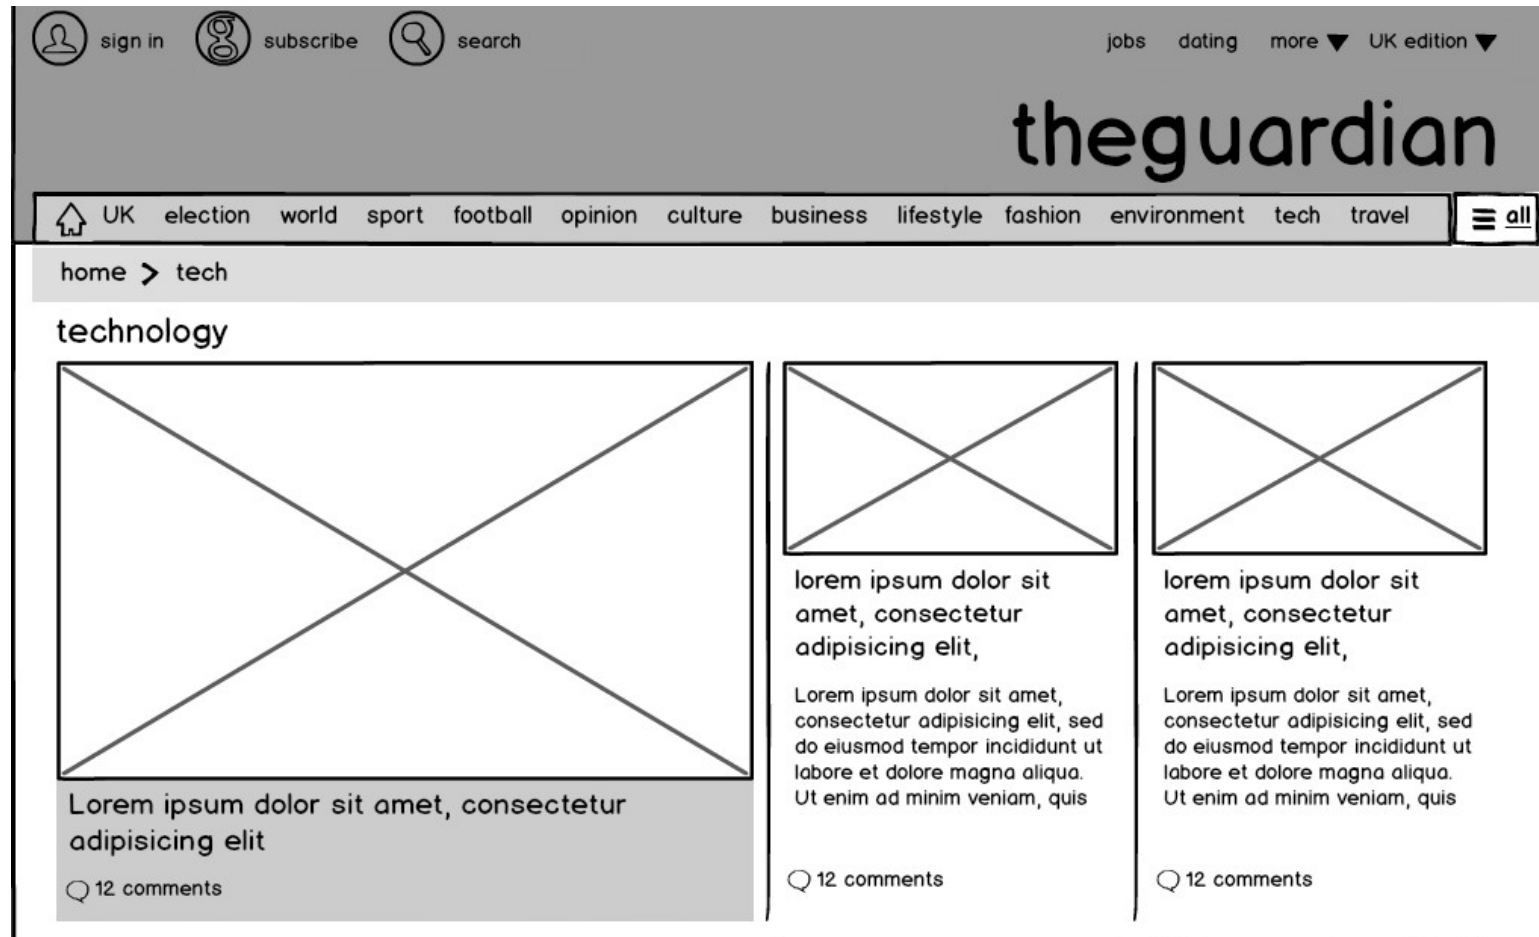 sign in subscribe search jobs dating more UK edition
theguardian
UK election world sport football opinion culture business lifestyle fashion environment tech travel all
home > tech
technology
Lorem ipsum dolor sit amet, consectetur
adipisicing elit
12 comments
lorem ipsum dolor sit
amet, consectetur
adipisicing elit,
Lorem ipsum dolor sit amet,
consectetur adipisicing elit, sed
do eiusmod tempor incididunt ut
labore et dolore magna aliqua.
Ut enim ad minim veniam, quis
12 comments
lorem ipsum dolor sit
amet, consectetur
adipisicing elit,
Lorem ipsum dolor sit amet,
consectetur adipisicing elit, sed
do eiusmod tempor incididunt ut
labore et dolore magna aliqua.
Ut enim ad minim veniam, quis
12 comments